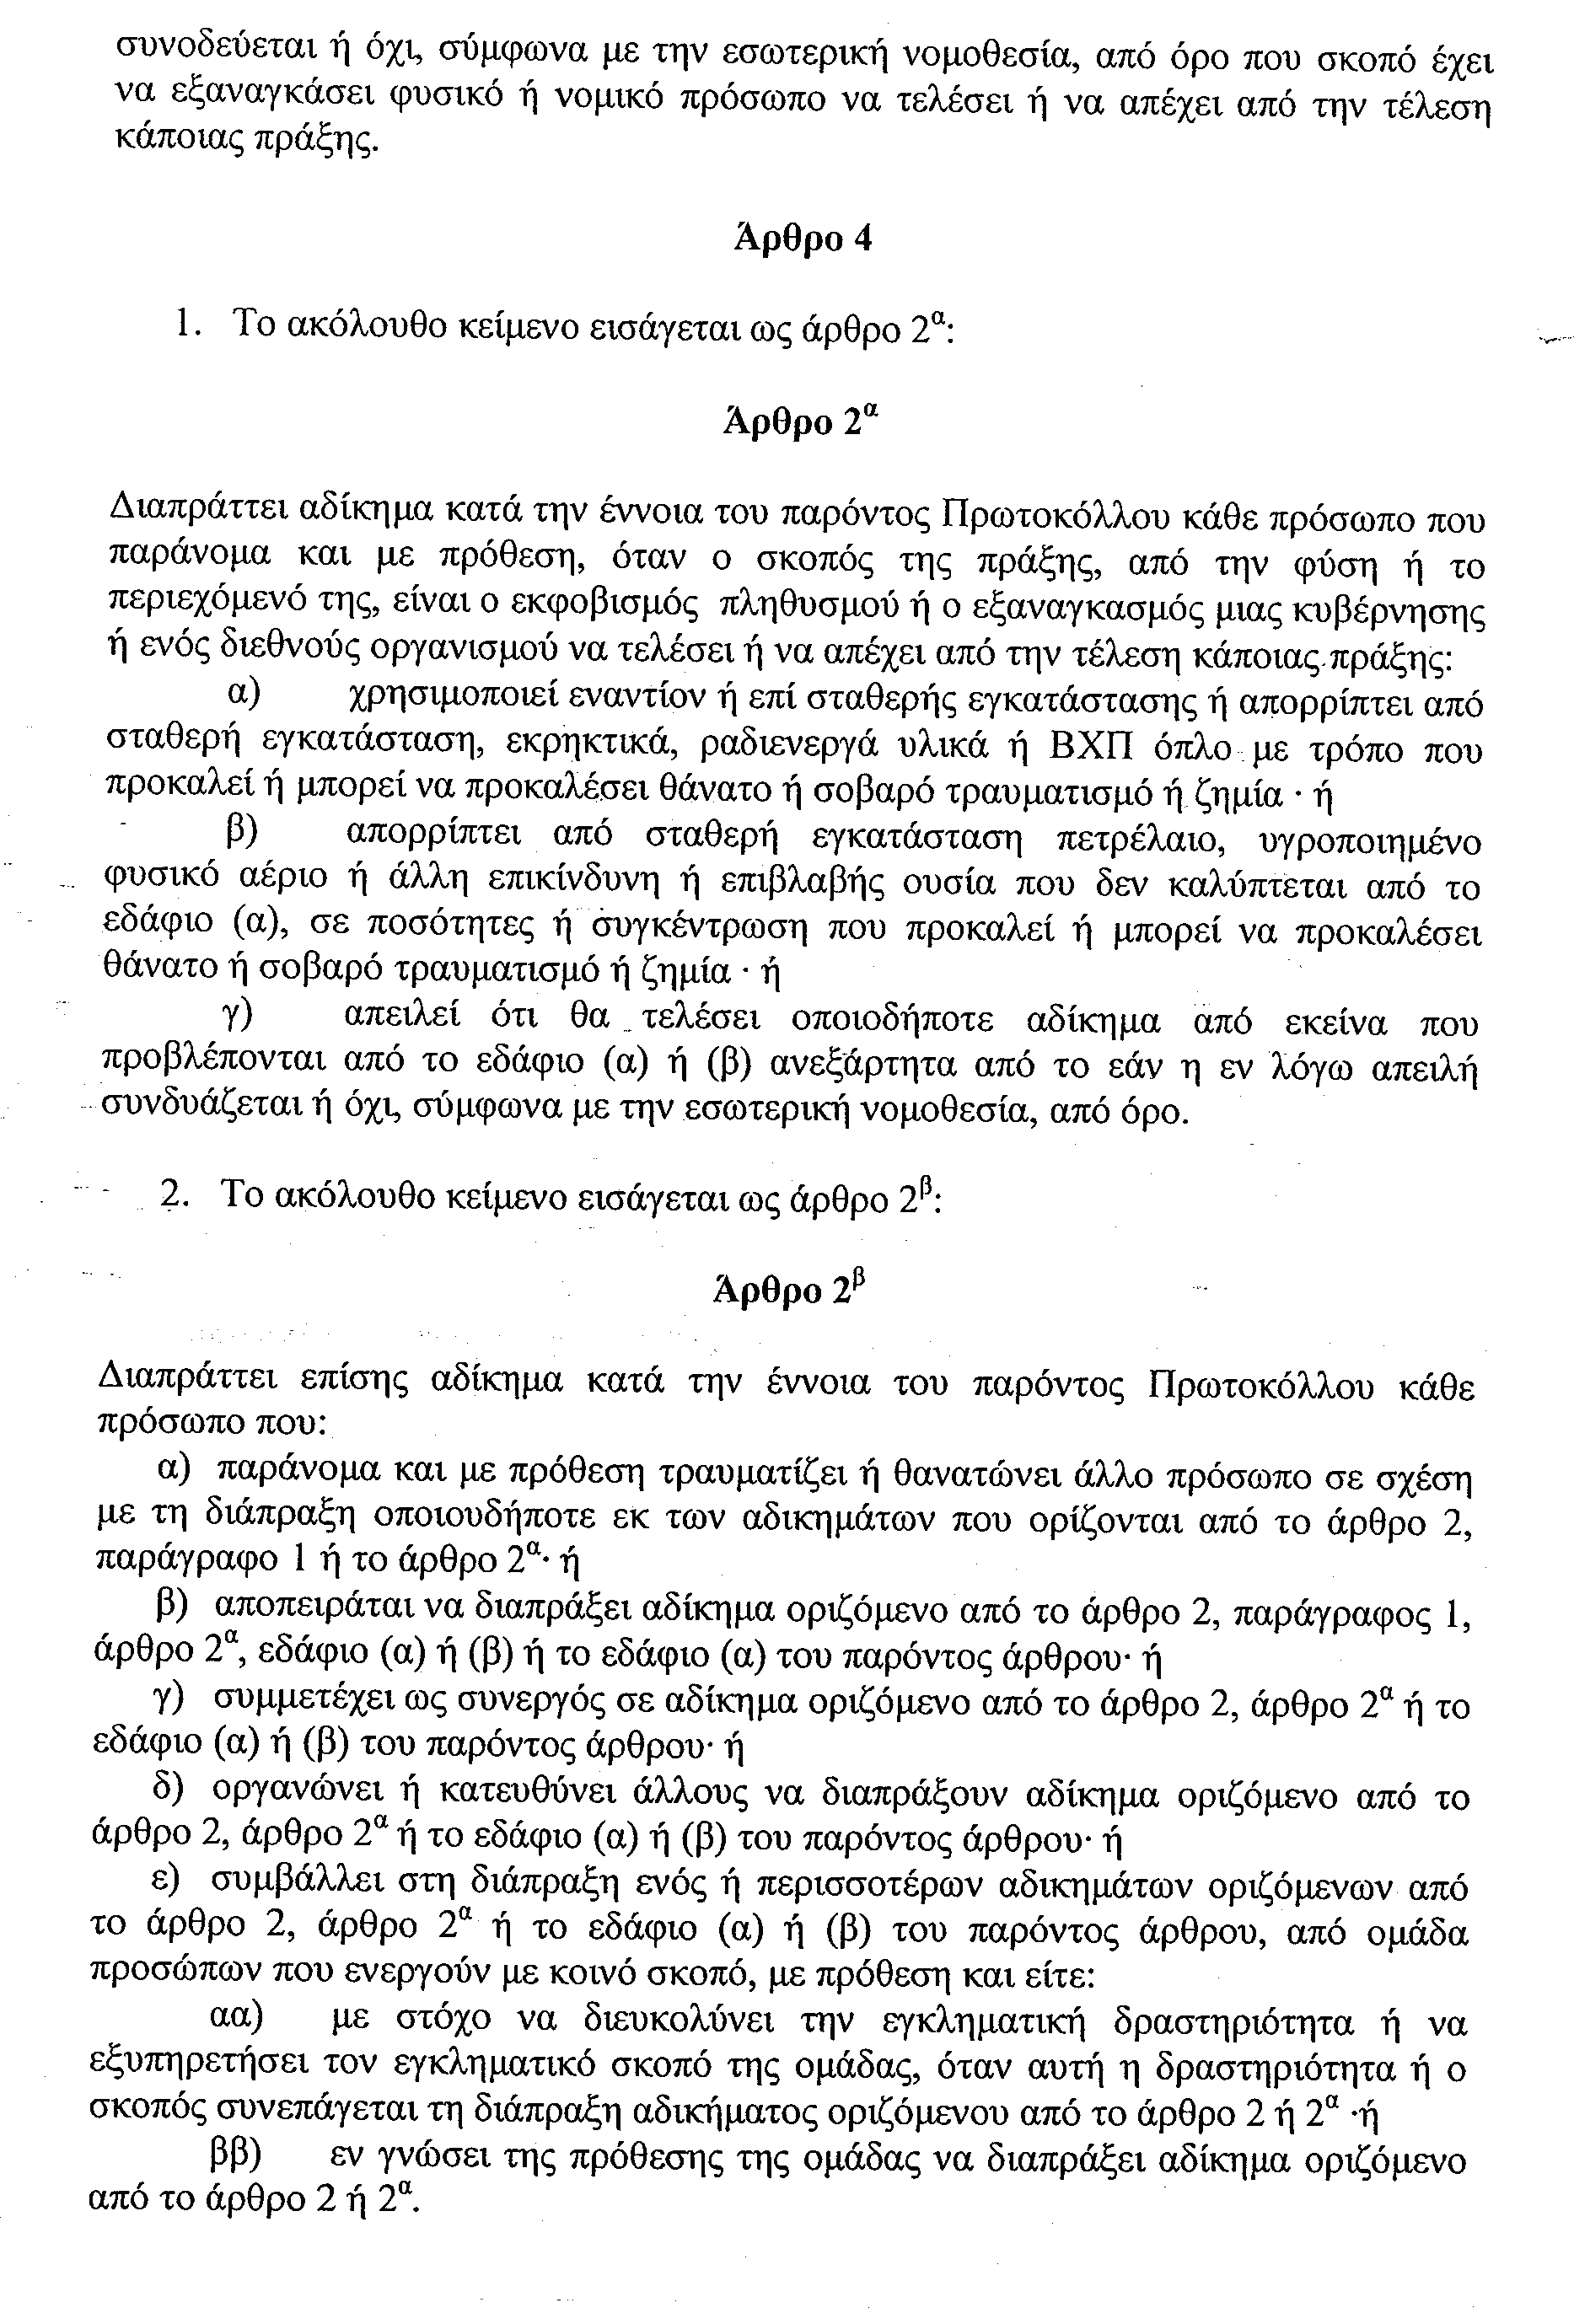 συνοδεύεται ή όχι, σύμφωνα με την εσωτερική νομοθεσία, από όρο που σκοπό έχει
να εξαναγκάσει φυσικό ή νομικό πρόσωπο να τελέσει ή να απέχει από την τέλεση
κάποιας πράξης.
Άρθρο 4
1. Το ακόλουθο κείμενο εισάγεται ως άρθρο 2α:
Άρθρο 2α
Διαπράττει αδίκημα κατά την έννοια του παρόντος Πρωτοκόλλου κάθε πρόσωπο που
παράνομα και με πρόθεση, όταν ο σκοπός της πράξης, από την φύση ή το
περιεχόμενό της, είναι ο εκφοβισμός πληθυσμού ή ο εξαναγκασμός μιας κυβέρνησης
ή ενός διεθνούς οργανισμού να τελέσει ή να απέχει από την τέλεση κάποιας πράξης:
α) χρησιμοποιεί εναντίον ή επί σταθερής εγκατάστασης ή απορρίπτει από
σταθερή εγκατάσταση, εκρηκτικά, ραδιενεργά υλικά ή ΒΧΠ όπλο με τρόπο που
προκαλεί ή μπορεί να προκαλέσει θάνατο ή σοβαρό τραυματισμό ή ζημία · ή
β) απορρίπτει από σταθερή εγκατάσταση πετρέλαιο, υγροποιημένο
φυσικό αέριο ή άλλη επικίνδυνη ή επιβλαβής ουσία που δεν καλύπτεται από το
εδάφιο (α), σε ποσότητες ή συγκέντρωση που προκαλεί ή μπορεί να προκαλέσει
θάνατο ή σοβαρό τραυματισμό ή ζημία · ή
γ) απειλεί ότι θα τελέσει οποιοδήποτε αδίκημα από εκείνα που
προβλέπονται από το εδάφιο (α) ή (β) ανεξάρτητα από το εάν η εν λόγω απειλή
συνδυάζεται ή όχι, σύμφωνα με την εσωτερική νομοθεσία, από όρο.
2. Το ακόλουθο κείμενο εισάγεται ως άρθρο 2β:
Άρθρο 2β
Διαπράττει επίσης αδίκημα κατά την έννοια του παρόντος Πρωτοκόλλου κάθε
πρόσωπο που:
α) παράνομα και με πρόθεση τραυματίζει ή θανατώνει άλλο πρόσωπο σε σχέση
με τη διάπραξη οποιουδήποτε εκ των αδικημάτων που ορίζονται από το άρθρο 2,
παράγραφο 1 ή το άρθρο 2α· ή
β) αποπειράται να διαπράξει αδίκημα οριζόμενο από το άρθρο 2, παράγραφος 1,
άρθρο 2α, εδάφιο (α) ή (β) ή το εδάφιο (α) του παρόντος άρθρου· ή
γ) συμμετέχει ως συνεργός σε αδίκημα οριζόμενο από το άρθρο 2, άρθρο 2α ή το
εδάφιο (α) ή (β) του παρόντος άρθρου· ή
δ) οργανώνει ή κατευθύνει άλλους να διαπράξουν αδίκημα οριζόμενο από το
άρθρο 2, άρθρο 2α ή το εδάφιο (α) ή (β) του παρόντος άρθρου· ή
ε) συμβάλλει στη διάπραξη ενός ή περισσοτέρων αδικημάτων οριζόμενων από
το άρθρο 2, άρθρο 2α ή το εδάφιο (α) ή (β) του παρόντος άρθρου, από ομάδα
προσώπων που ενεργούν με κοινό σκοπό, με πρόθεση και είτε:
αα) με στόχο να διευκολύνει την εγκληματική δραστηριότητα ή να
εξυπηρετήσει τον εγκληματικό σκοπό της ομάδας, όταν αυτή η δραστηριότητα ή ο
σκοπός συνεπάγεται τη διάπραξη αδικήματος οριζόμενου από το άρθρο 2 ή 2α ·ή
ββ) εν γνώσει της πρόθεσης της ομάδας να διαπράξει αδίκημα οριζόμενο
από το άρθρο 2 ή 2α.